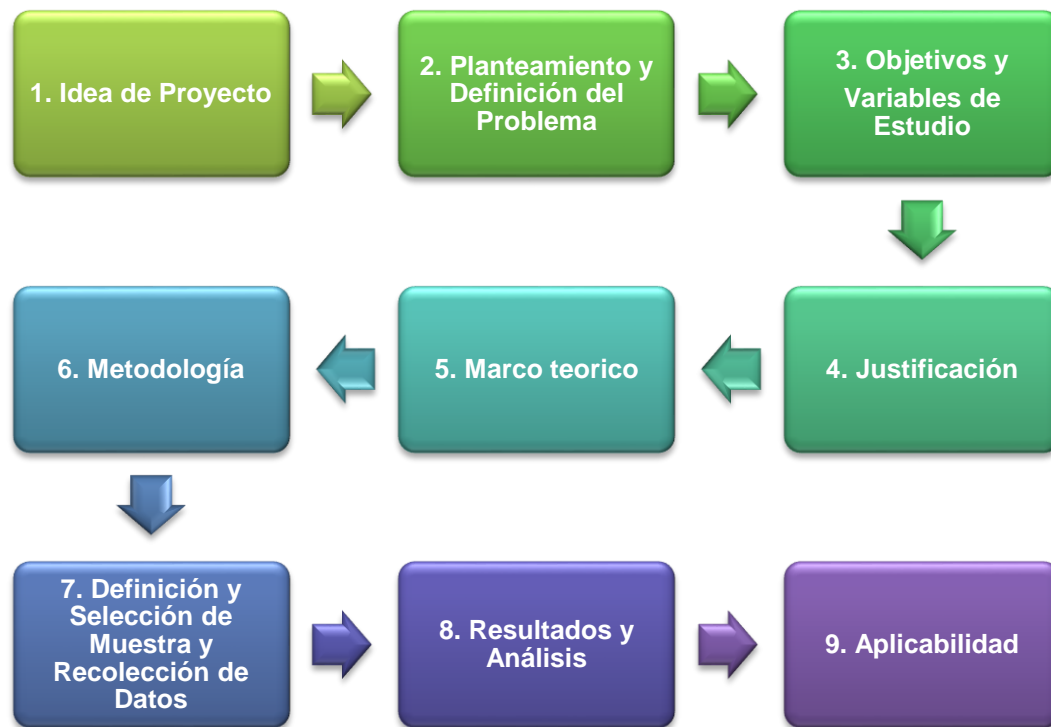 1. Idea de Proyecto
2. Planteamiento y
Definición del
Problema
3. Objetivos y
Variables de
Estudio
4. Justificación
5. Marco teorico
6. Metodología
7. Definición y
Selección de
Muestra y
Recolección de
Datos
8. Resultados y
Análisis
9. Aplicabilidad